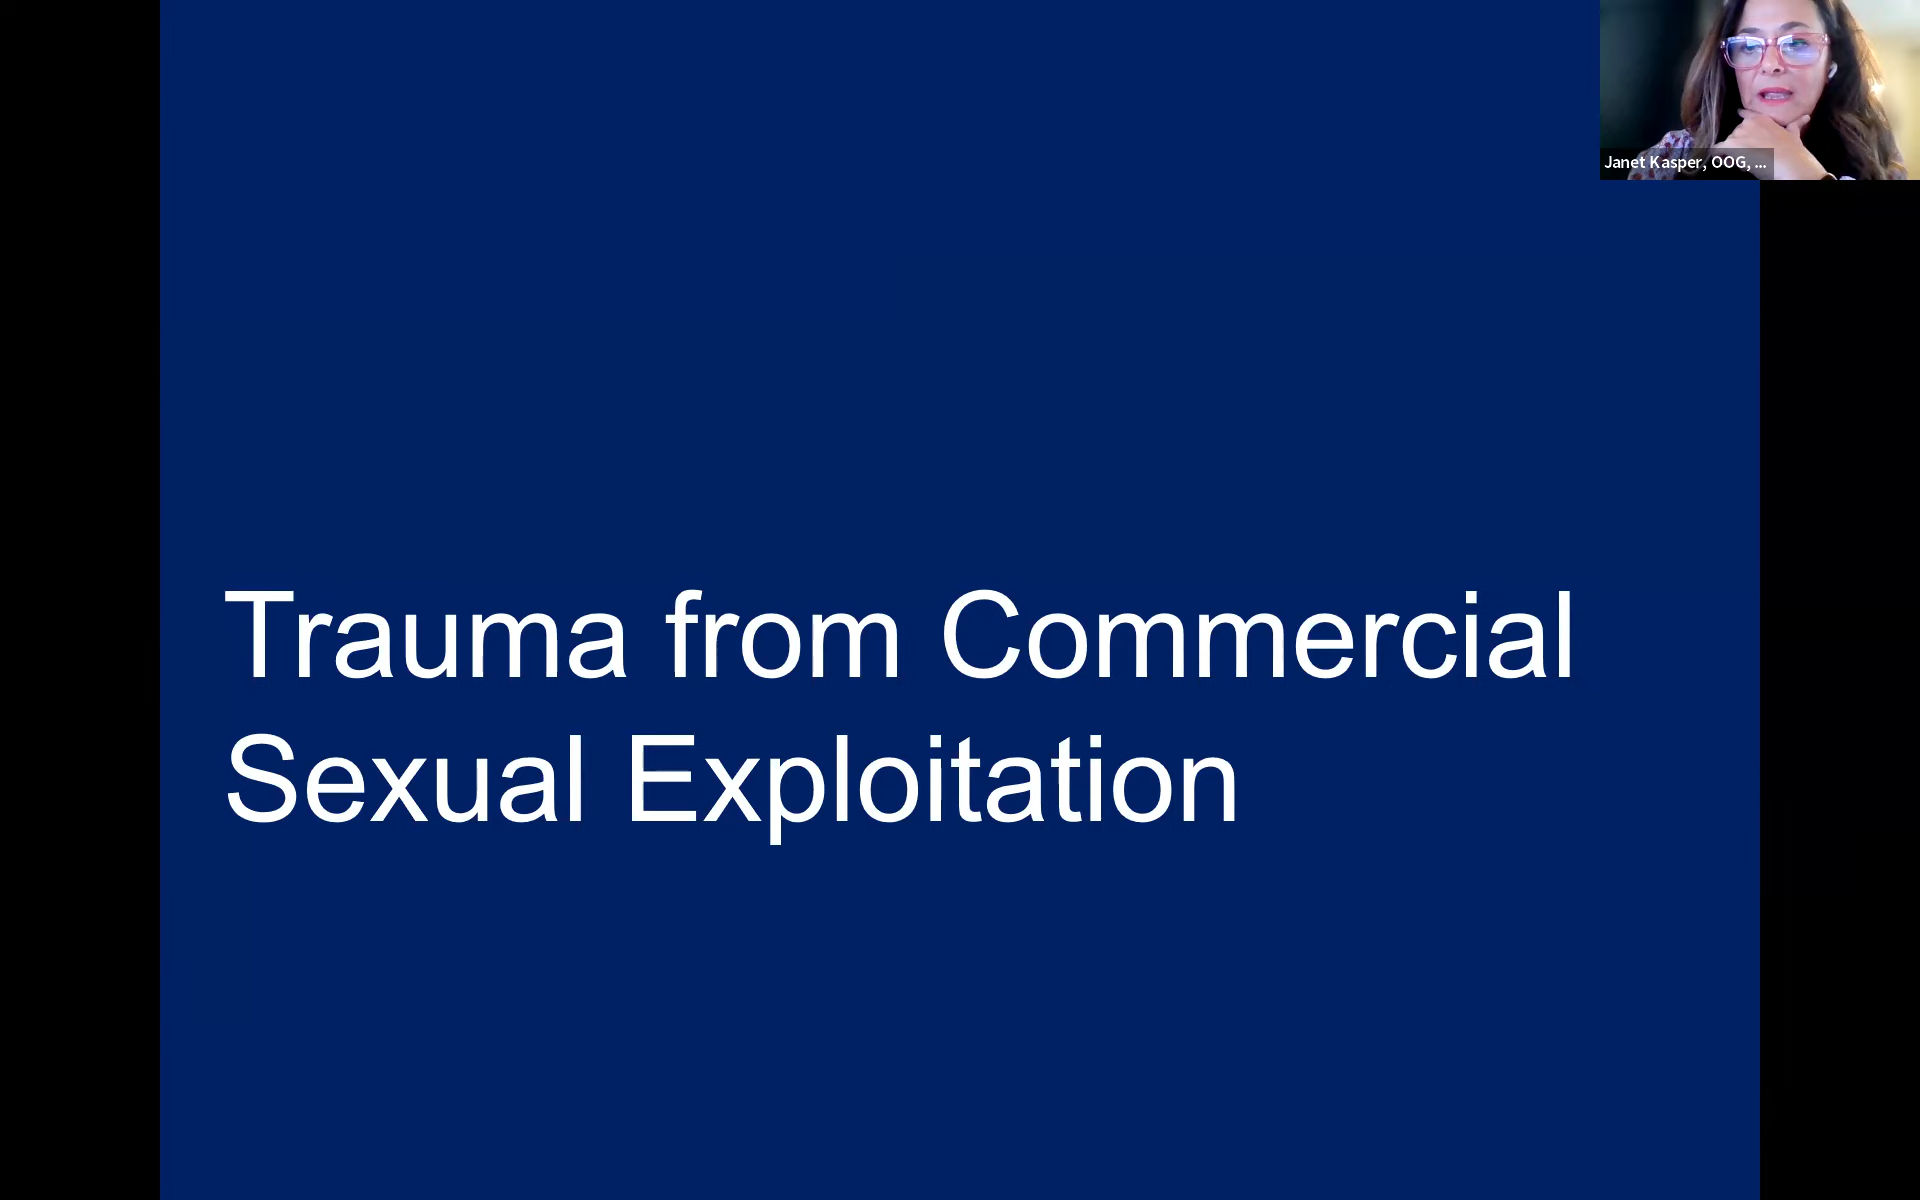 Janet Kasper, OOG, ...
Trauma from Commercial
Sexual Exploitation